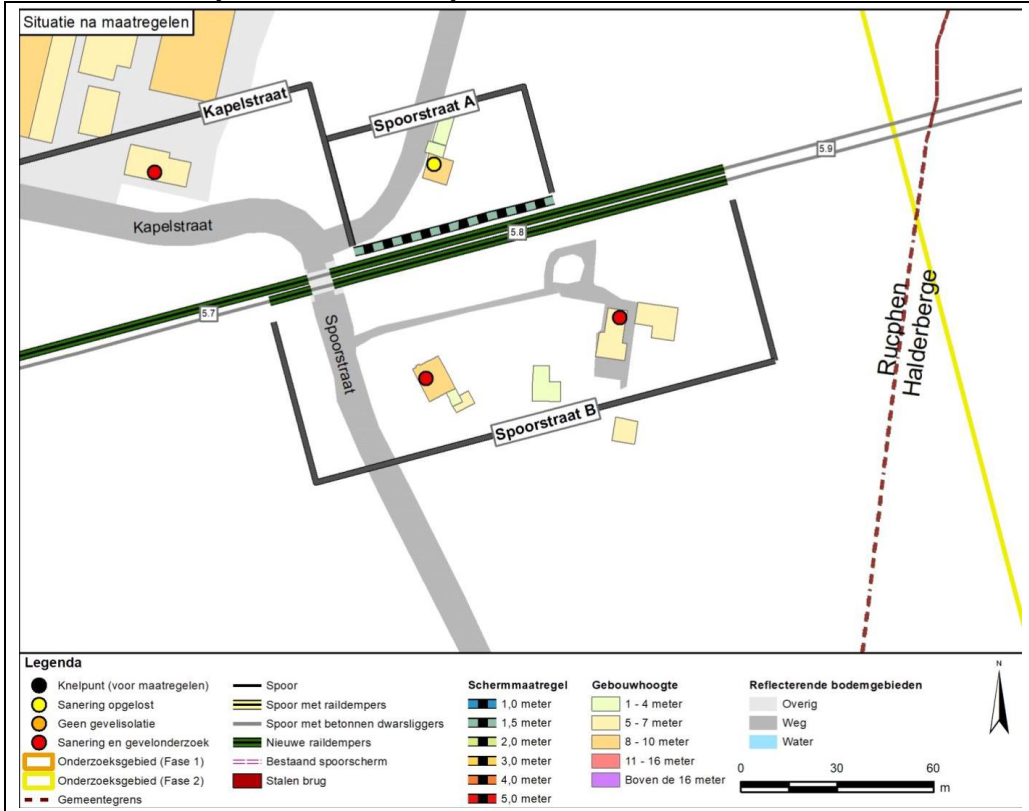 Situatie na maatregelen
Kapelstraat
Spoorstraat A
5.9
Kapelstraat
5.8
5.7
Spoorstraat
Rucphen
Halderberge
Spoorstraat B
Legenda
Knelpunt (voor maatregelen)
Sanering opgelost
Geen gevelisolatie
Sanering en gevelonderzoek
Onderzoeksgebied (Fase 1)
Onderzoeksgebied (Fase 2)
Gemeentegrens
Spoor
Spoor met raildempers
Spoor met betonnen dwarsliggers
Nieuwe raildempers
Bestaand spoorscherm
Stalen brug
Schermmaatregel
1,0 meter
1,5 meter
2,0 meter
3,0 meter
4,0 meter
5,0 meter
Gebouwhoogte
1 - 4 meter
5 - 7 meter
8 - 10 meter
11 - 16 meter
Boven de 16 meter
Reflecterende bodemgebieden
Overig
Weg
Water
N
0 30 60
m